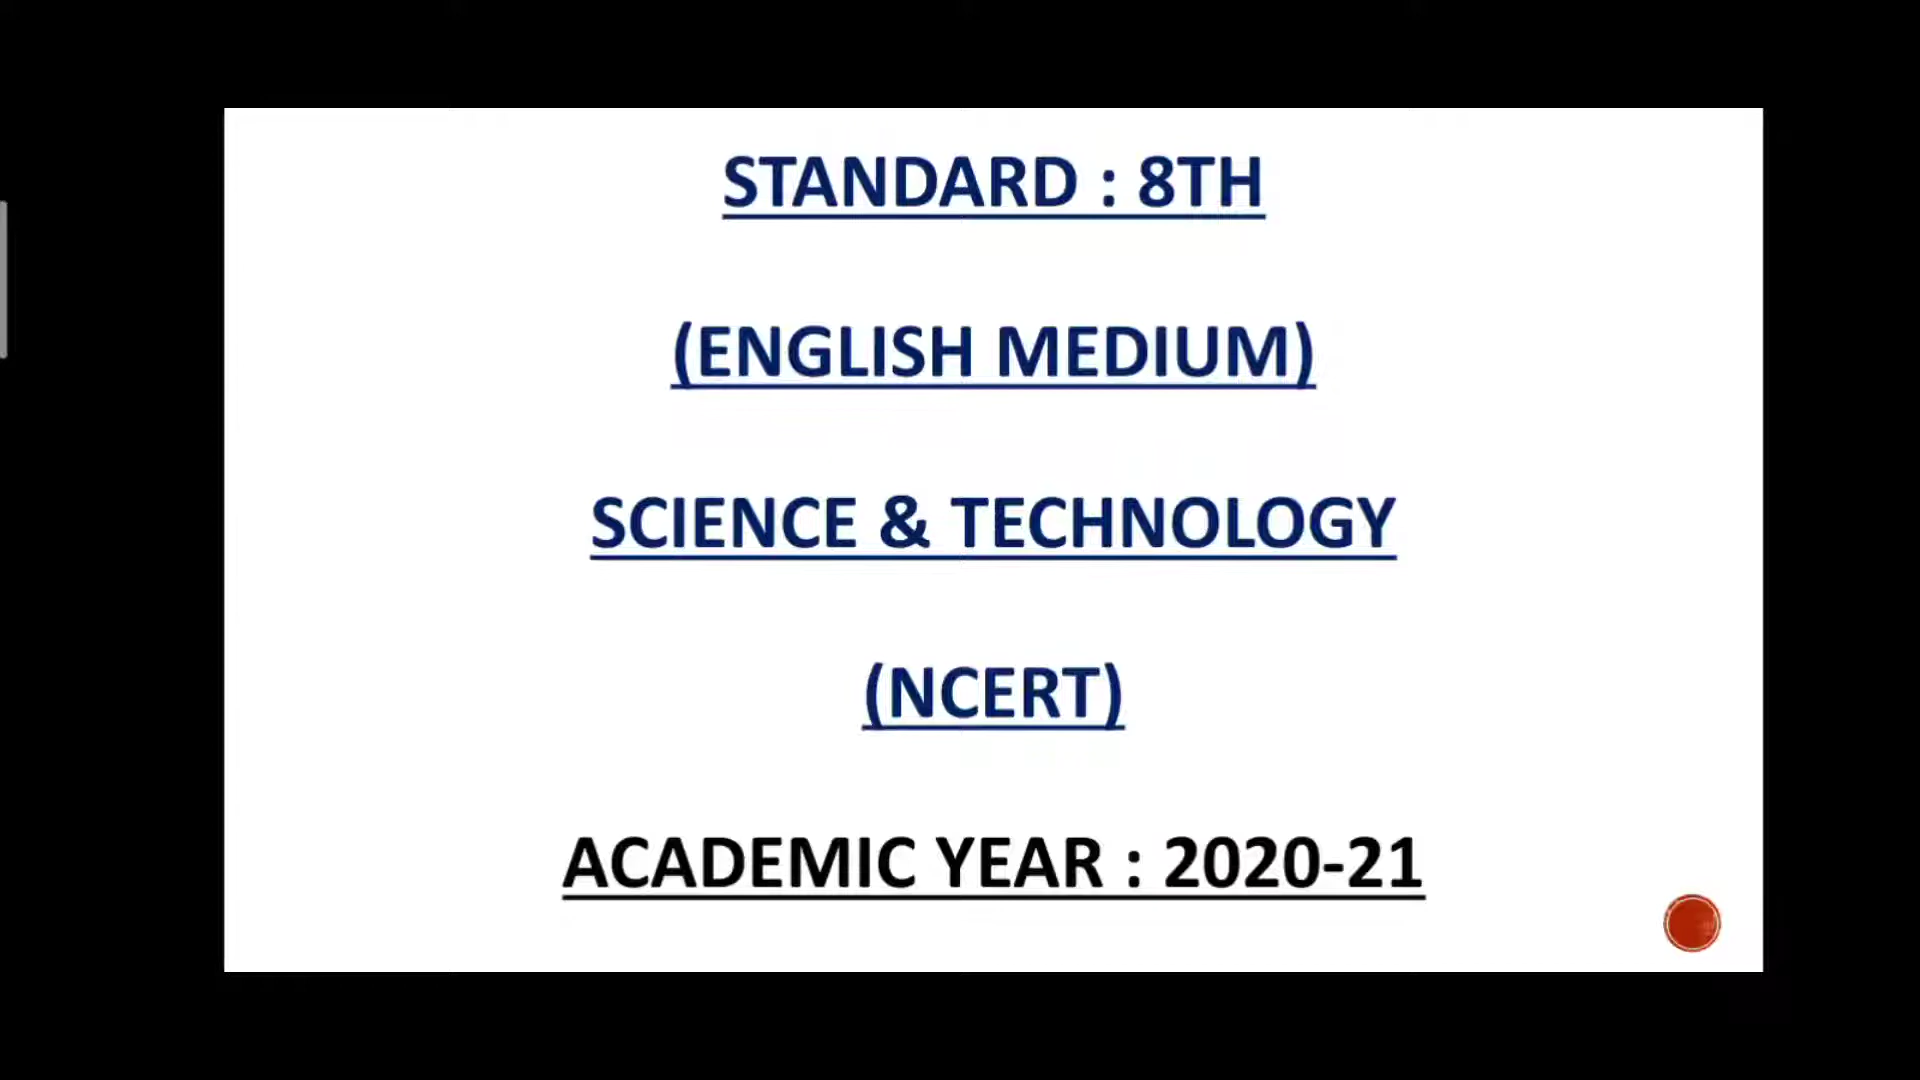 STANDARD : 8TH
(ENGLISH MEDIUM)
SCIENCE & TECHNOLOGY
(NCERT)
ACADEMIC YEAR : 2020-21